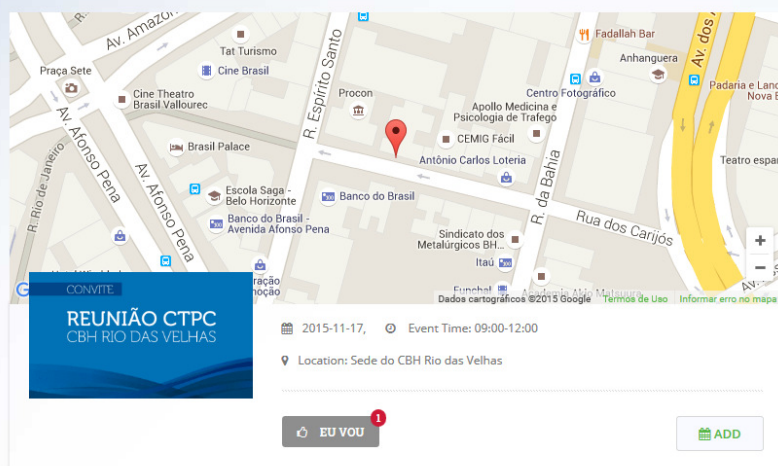 Av. Amazon
Tat Turismo
Cine Brasil
Praça Sete
Cine Theatro
Brasil Vallourec
Av. Afonso Pena
Av. Afonso Pena
R. Rio de Janeiro
Brasil Palace
R. Espírito Santo
Procon
Escola Saga -
Belo Horizonte
Banco do Brasil
Banco do Brasil -
Avenida Afonso Pena
Fadallah Bar
Anhanguera
Av. dos
Centro Fotográfico
Padaria e Lanc
Nova
Apollo Medicina e
Psicologia de Trafego
CEMIG Fácil
Antônio Carlos Loteria
Teatro espa
R. da Bahia
Rua dos Carijós
Sindicato dos
Metalúrgicos BH...
Itaú
Funchal
+
−
Av.
G
Dados cartográficos ©2015 Google
Termos de Uso
Informar erro no mapa
CONVITE
REUNIÃO CTPC
CBH RIO DAS VELHAS
2015-11-17, Event Time: 09:00-12:00
Location: Sede do CBH Rio das Velhas
EU VOU
1
ADD